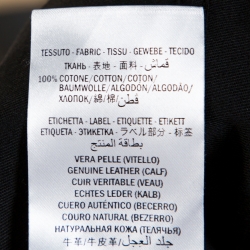 TESSUTO - FABRIC - TISSU - GEWEBE - TECIDO
ТКАНЬ - 表地 - 面料 - قماش
100% COTONE/COTTON/COTON/
BAUMWOLLE/ALGODON/ALGODÃO/
ХЛОПОК/綿/棉/قطن
ETICHETTA - LABEL - ETIQUETTE - ETIKETT
ETIQUETA - ЭТИКЕТКА - ラベル部分 - 标签
بطاقة المنتج
VERA PELLE (VITELLO)
GENUINE LEATHER (CALF)
CUIR VERITABLE (VEAU)
ECHTES LEDER (KALB)
CUERO AUTÉNTICO (BECERRO)
COURO NATURAL (BEZERRO)
НАТУРАЛЬНАЯ КОЖА (ТЕЛЯЧЬЯ)
牛革/牛皮革/